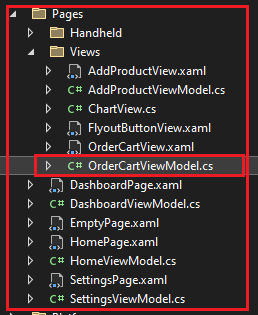 Pages
Handheld
Views
AddProductView.xaml
C# AddProductViewModel.cs
C# ChartView.cs
FlyoutButtonView.xaml
OrderCartView.xaml
C# OrderCartViewModel.cs
DashboardPage.xaml
C# DashboardViewModel.cs
EmptyPage.xaml
HomePage.xaml
C# HomeViewModel.cs
SettingsPage.xaml
C# SettingsViewModel.cs